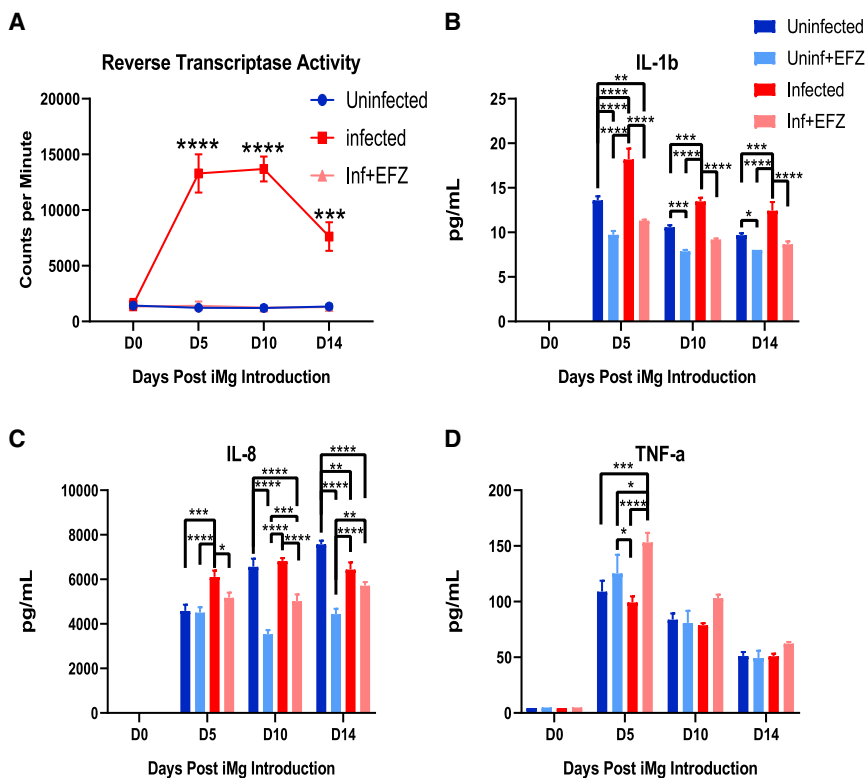 A
Reverse Transcriptase Activity
Uninfected
infected
Inf+EFZ
20000
15000
10000
5000
0
Counts per Minute
****
****
***
D0 D5 D10 D14
Days Post iMg Introduction
B
Uninfected
Uninf+EFZ
Infected
Inf+EFZ
IL-1b
25
20
15
10
5
0
pg/mL
**
****
****
**** ****
***
****
****
***
***
****
****
*
D0 D5 D10 D14
Days Post iMg Introduction
C
IL-8
10000
8000
6000
4000
2000
0
pg/mL
***
**** *
****
****
***
**** ****
****
**
****
**
****
D0 D5 D10 D14
Days Post iMg Introduction
D
TNF-a
200
150
100
50
0
pg/mL
***
*
****
*
D0 D5 D10 D14
Days Post iMg Introduction